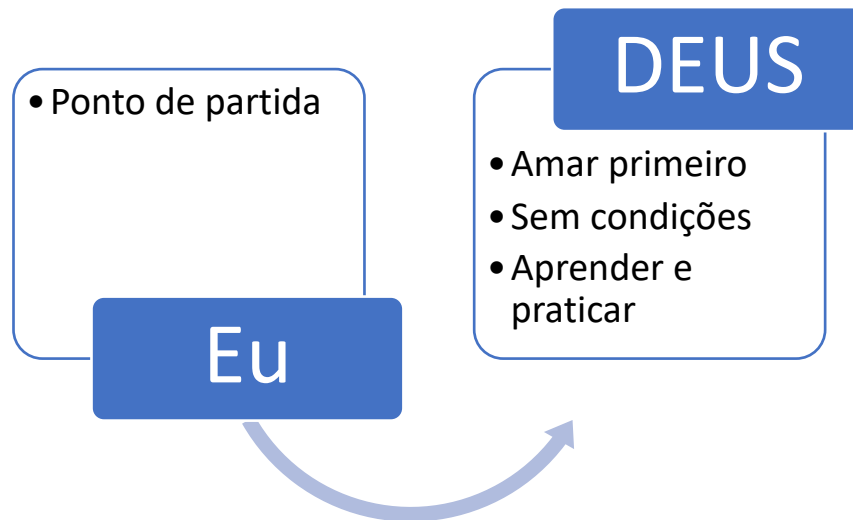 • Ponto de partida
Eu
DEUS
• Amar primeiro
• Sem condições
• Aprender e
praticar